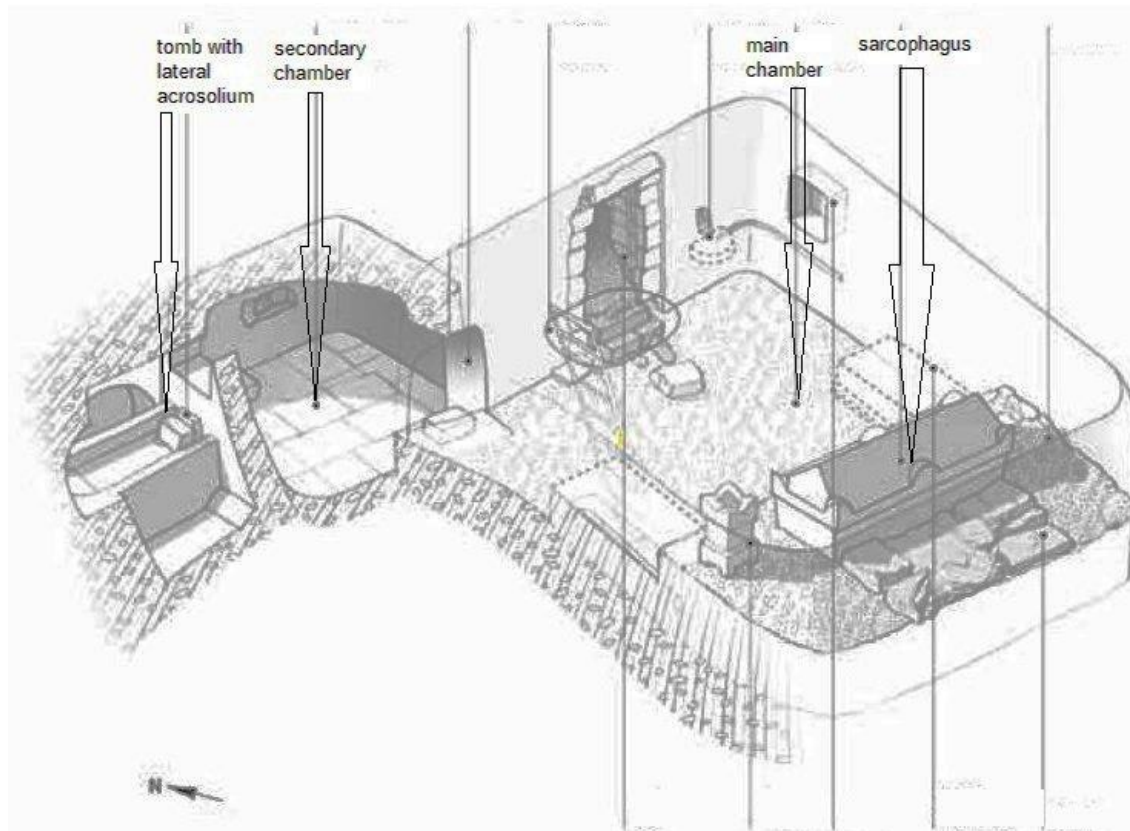 tomb with
lateral
acrosolium
secondary
chamber
main
chamber
sarcophagus
N